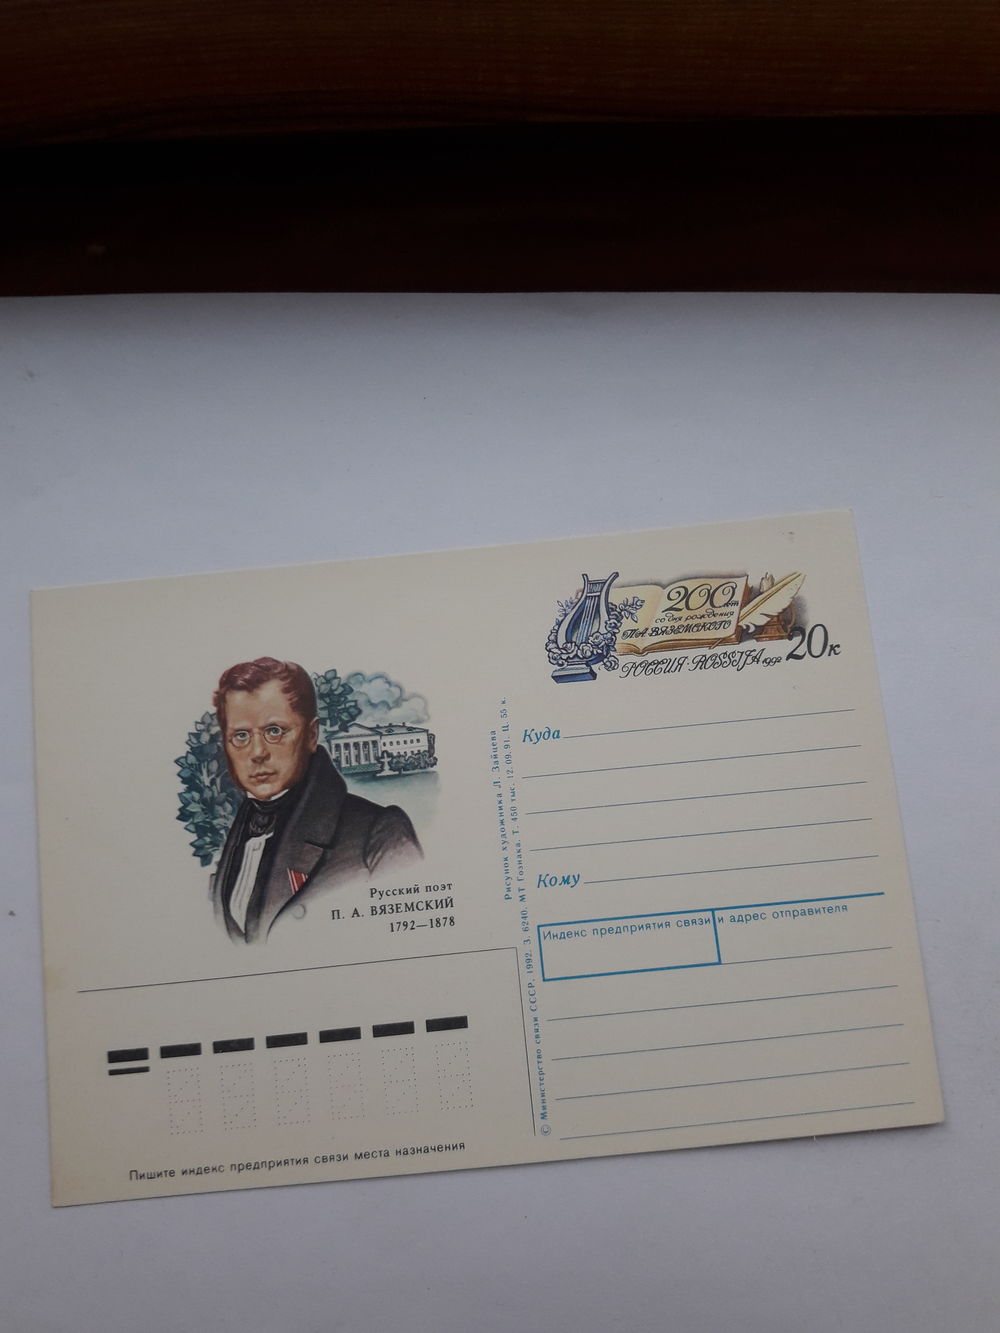 200 лет
со дня рождения
П.А. ВЯЗЕМСКОГО
РОССИЯ·ROSSIJA 1992
20к
Русский поэт
П. А. ВЯЗЕМСКИЙ
1792—1878
Рисунок художника Л. Зайцева
© Министерство связи СССР. 1992. З. 6240. МТ Гознака. Т. 450 тыс. 12.09.91. Ц. 55 к.
Куда
Кому
Индекс предприятия связи и адрес отправителя
Пишите индекс предприятия связи места назначения